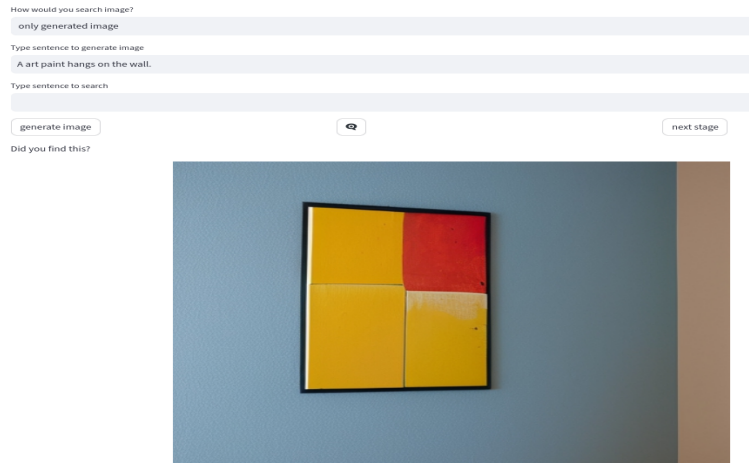 How would you search image?
only generated image
Type sentence to generate image
A art paint hangs on the wall.
Type sentence to search
generate image
next stage
Did you find this?